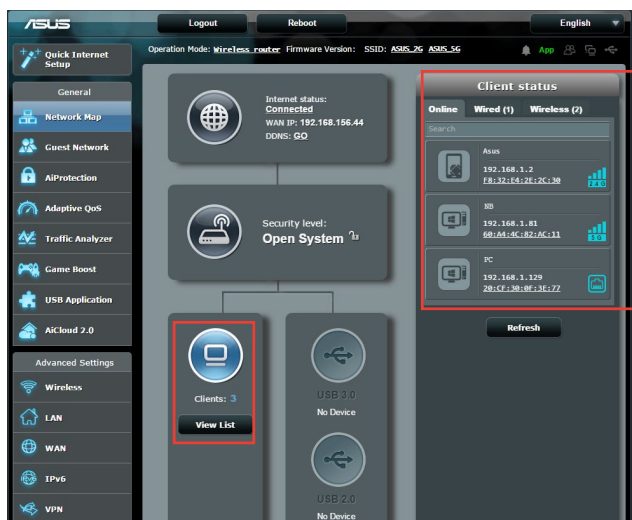 ASUS
Logout
Reboot
English
Quick Internet
Setup
Operation Mode: Wireless router Firmware Version: SSID: ASUS_2G ASUS_5G
App
General
Network Map
Guest Network
AiProtection
Adaptive QoS
Traffic Analyzer
Game Boost
USB Application
AiCloud 2.0
Advanced Settings
Wireless
LAN
WAN
IPv6
VPN
Internet status:
Connected
WAN IP: 192.168.156.44
DDNS: GO
Security level:
Open System
Clients: 3
View List
USB 3.0
No Device
USB 2.0
No Device
Client status
Online Wired (1) Wireless (2)
Search
Asus
192.168.1.2
F8:32:E4:2E:2C:30
2.4G
NB
192.168.1.81
60:A4:4C:82:AC:11
5G
PC
192.168.1.129
20:CF:30:0F:3E:77
Refresh